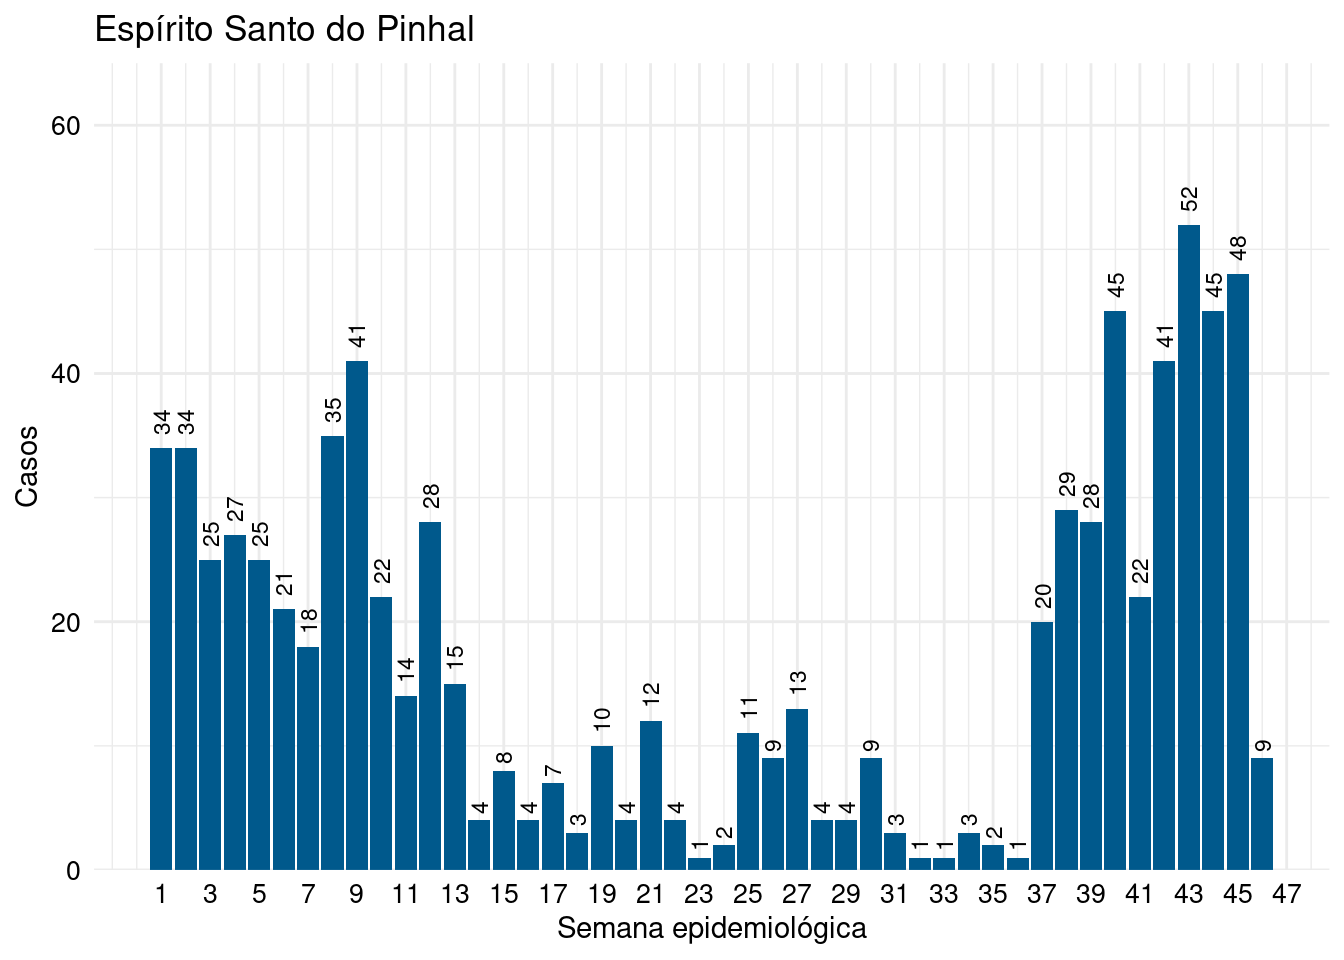 Espírito Santo do Pinhal
60
40
20
0
Casos
34 34 25 27 25 21 18 35 41 22 14 28 15 4 8 4 7 3 10 4 12 4 1 2 11 9 13 4 4 9 3 1 1 3 2 1 20 29 28 45 22 41 52 45 48 9
1 3 5 7 9 11 13 15 17 19 21 23 25 27 29 31 33 35 37 39 41 43 45 47
Semana epidemiológica